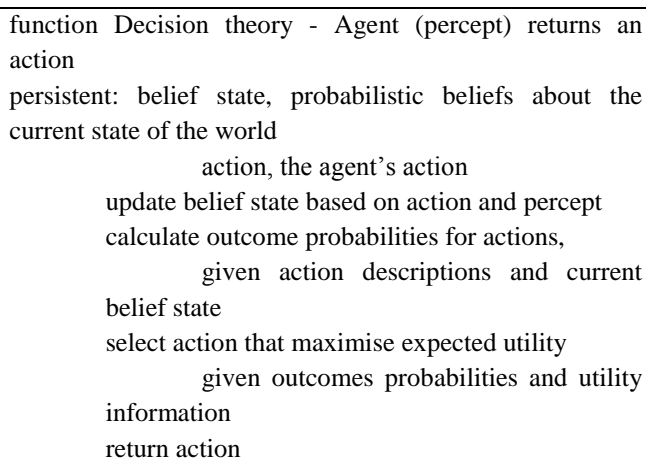 function Decision theory - Agent (percept) returns an
action
persistent: belief state, probabilistic beliefs about the
current state of the world
action, the agent's action
update belief state based on action and percept
calculate outcome probabilities for actions,
given action descriptions and current
belief state
select action that maximise expected utility
given outcomes probabilities and utility
information
return action